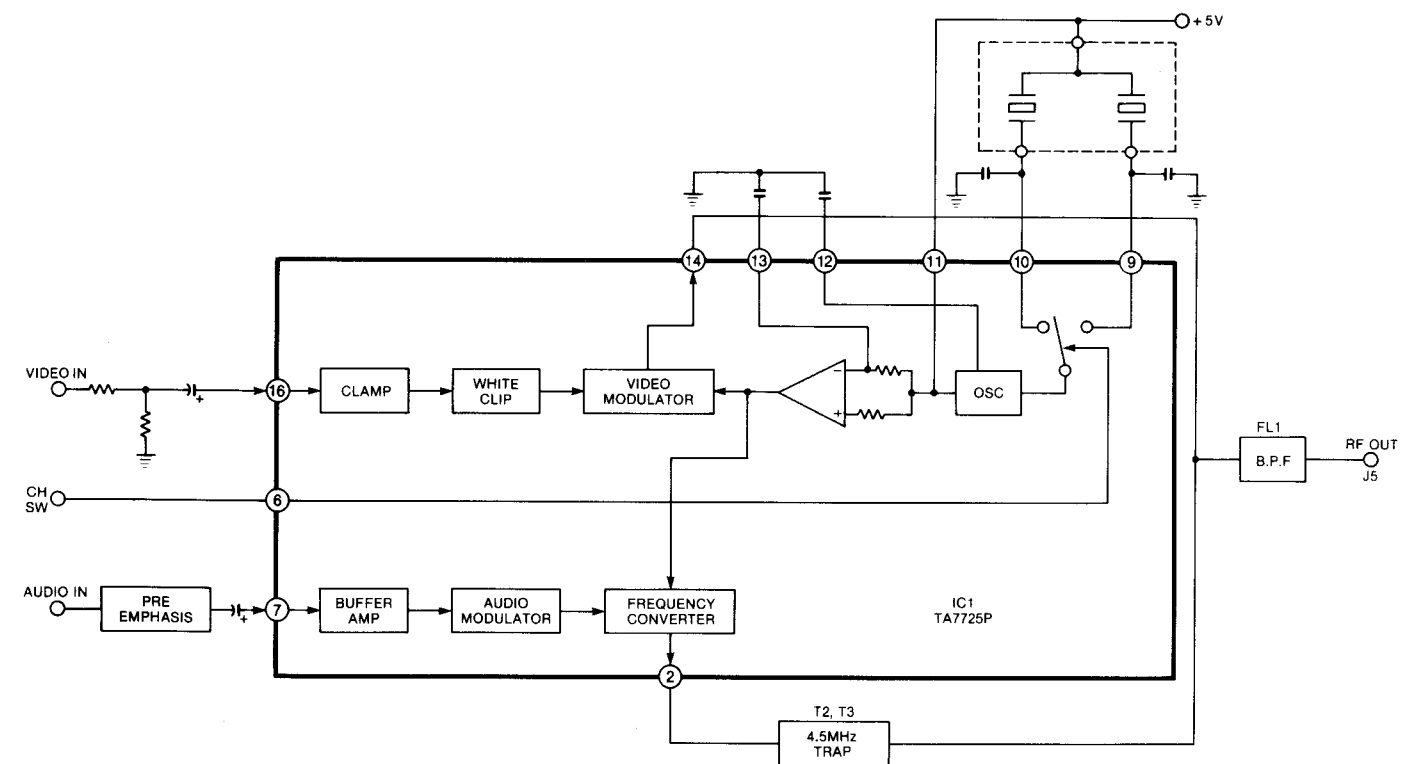 +5V
14
13
12
11
10
9
VIDEO IN
+
16
CLAMP
WHITE
CLIP
VIDEO
MODULATOR
−
+
OSC
FL1
B.P.F
RF OUT
J5
CH
SW
6
AUDIO IN
PRE
EMPHASIS
+
7
BUFFER
AMP
AUDIO
MODULATOR
FREQUENCY
CONVERTER
IC1
TA7725P
2
T2, T3
4.5MHz
TRAP